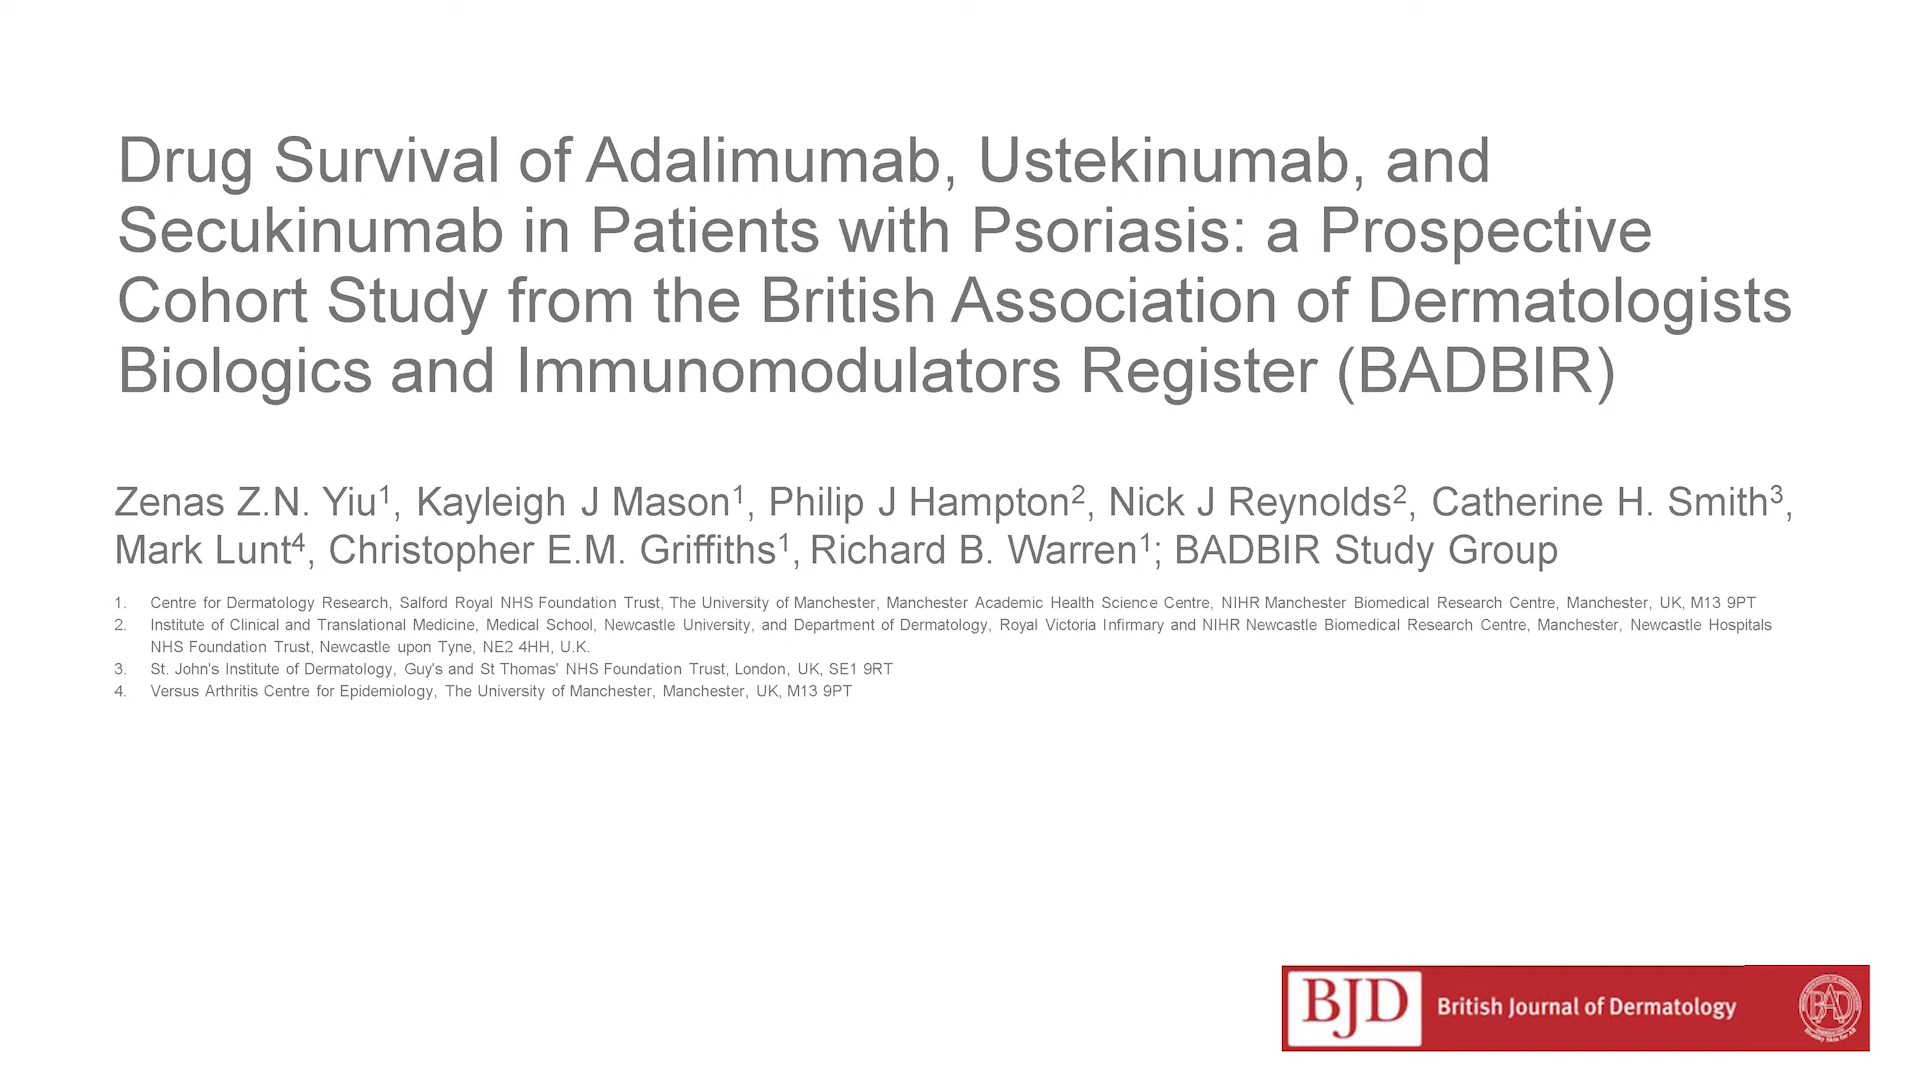 Drug Survival of Adalimumab, Ustekinumab, and
Secukinumab in Patients with Psoriasis: a Prospective
Cohort Study from the British Association of Dermatologists
Biologics and Immunomodulators Register (BADBIR)
Zenas Z.N. Yiu1, Kayleigh J Mason1, Philip J Hampton2, Nick J Reynolds2, Catherine H. Smith3,
Mark Lunt4, Christopher E.M. Griffiths1, Richard B. Warren1; BADBIR Study Group
1. Centre for Dermatology Research, Salford Royal NHS Foundation Trust, The University of Manchester, Manchester Academic Health Science Centre, NIHR Manchester Biomedical Research Centre, Manchester, UK, M13 9PT
2. Institute of Clinical and Translational Medicine, Medical School, Newcastle University, and Department of Dermatology, Royal Victoria Infirmary and NIHR Newcastle Biomedical Research Centre, Manchester, Newcastle Hospitals
NHS Foundation Trust, Newcastle upon Tyne, NE2 4HH, U.K.
3. St. John's Institute of Dermatology, Guy's and St Thomas' NHS Foundation Trust, London, UK, SE1 9RT
4. Versus Arthritis Centre for Epidemiology, The University of Manchester, Manchester, UK, M13 9PT
BJD British Journal of Dermatology
BAD